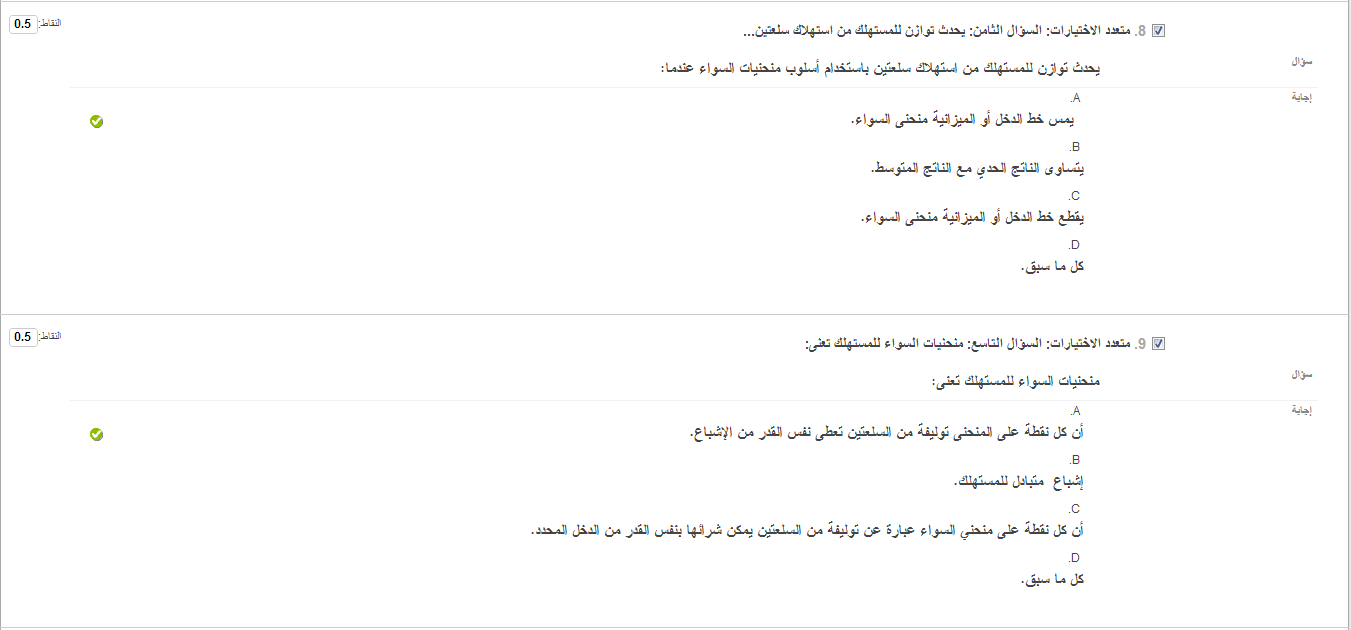 8. متعدد الاختيارات: السؤال الثامن: يحدث توازن للمستهلك من استهلاك سلعتين... النقاط: 0.5
سؤال يحدث توازن للمستهلك من استهلاك سلعتين باستخدام أسلوب منحنيات السواء عندما:
إجابة A.
يمس خط الدخل أو الميزانية منحنى السواء.
B.
يتساوى الناتج الحدي مع الناتج المتوسط.
C.
يقطع خط الدخل أو الميزانية منحنى السواء.
D.
كل ما سبق.
9. متعدد الاختيارات: السؤال التاسع: منحنيات السواء للمستهلك تعنى: النقاط: 0.5
سؤال منحنيات السواء للمستهلك تعنى:
إجابة A.
أن كل نقطة على المنحنى توليفة من السلعتين تعطى نفس القدر من الإشباع.
B.
إشباع متبادل للمستهلك.
C.
أن كل نقطة على منحني السواء عبارة عن توليفة من السلعتين يمكن شرائها بنفس القدر من الدخل المحدد.
D.
كل ما سبق.